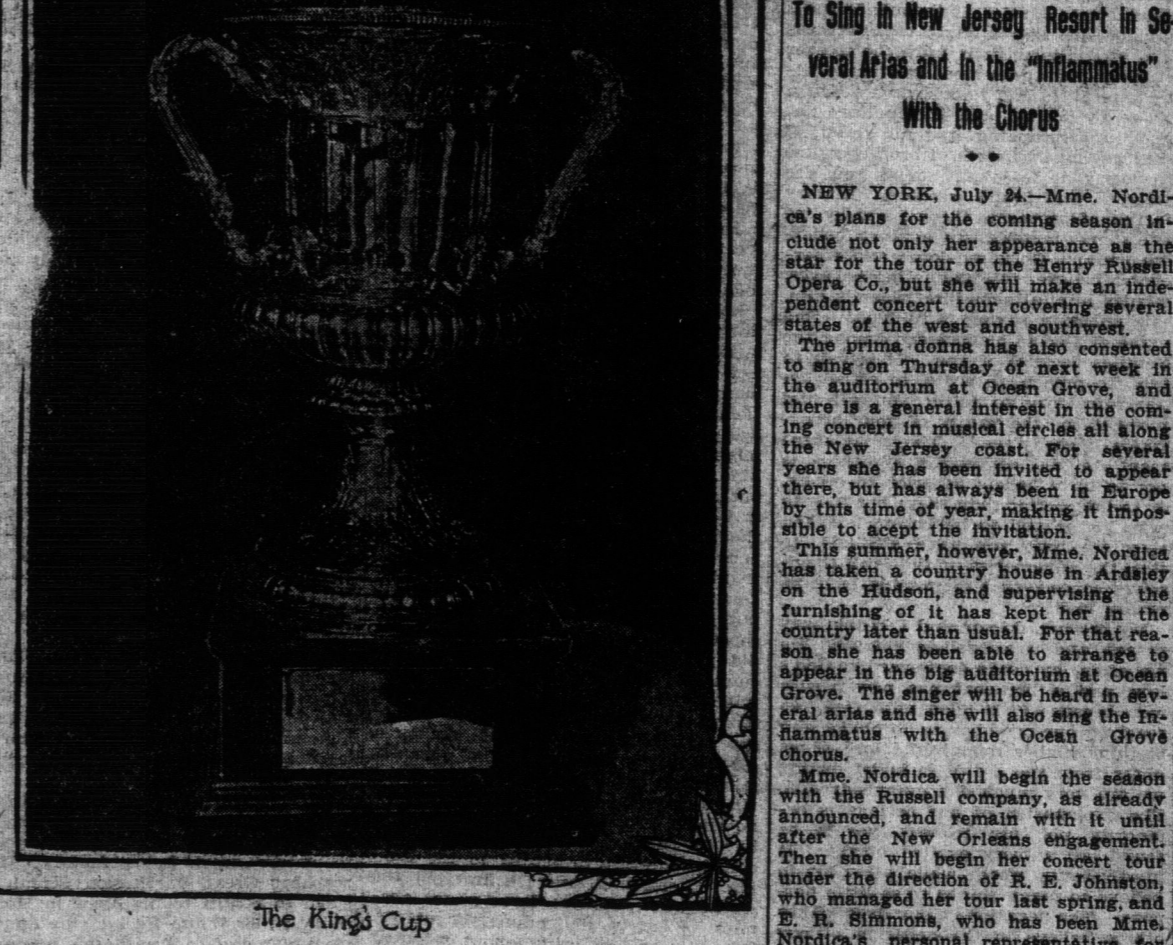 The King's Cup
To Sing in New Jersey Resort in Se-
veral Arias and in the "Inflammatus"
With the Chorus
NEW YORK, July 24.—Mme. Nordi-
ca's plans for the coming season in-
clude not only her appearance as the
star for the tour of the Henry Russell
Opera Co., but she will make an inde-
pendent concert tour covering several
states of the west and southwest.
The prima donna has also consented
to sing on Thursday of next week in
the auditorium at Ocean Grove, and
there is a general interest in the com-
ing concert in musical circles all along
the New Jersey coast. For several
years she has been invited to appear
there, but has always been in Europe
by this time of year, making it impos-
sible to acept the invitation.
This summer, however, Mme. Nordica
has taken a country house in Ardsley
on the Hudson, and supervising the
furnishing of it has kept her in the
country later than usual. For that rea-
son she has been able to arrange to
appear in the big auditorium at Ocean
Grove. The singer will be heard in sev-
eral arias and she will also sing the In-
flammatus with the Ocean Grove
chorus.
Mme. Nordica will begin the season
with the Russell company, as already
announced, and remain with it until
after the New Orleans engagement.
Then she will begin her concert tour
under the direction of R. E. Johnston,
who managed her tour last spring, and
E. R. Simmons, who has been Mme.
Nordica's personal representative for